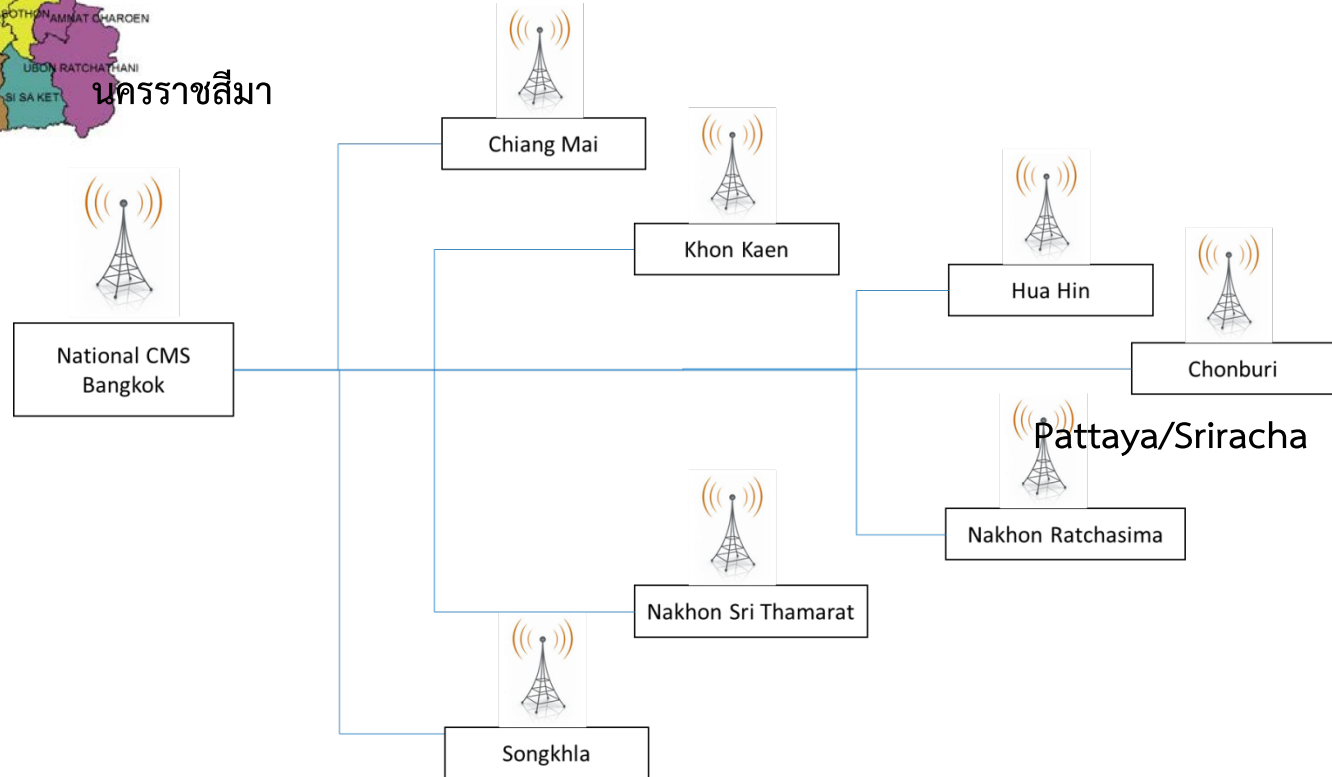 SOTHON
AMNAT CHAROEN
UBON RATCHATHANI
SI SA KET
นครราชสีมา
Chiang Mai
Khon Kaen
Hua Hin
National CMS
Bangkok
Chonburi
Pattaya/Sriracha
Nakhon Ratchasima
Nakhon Sri Thamarat
Songkhla